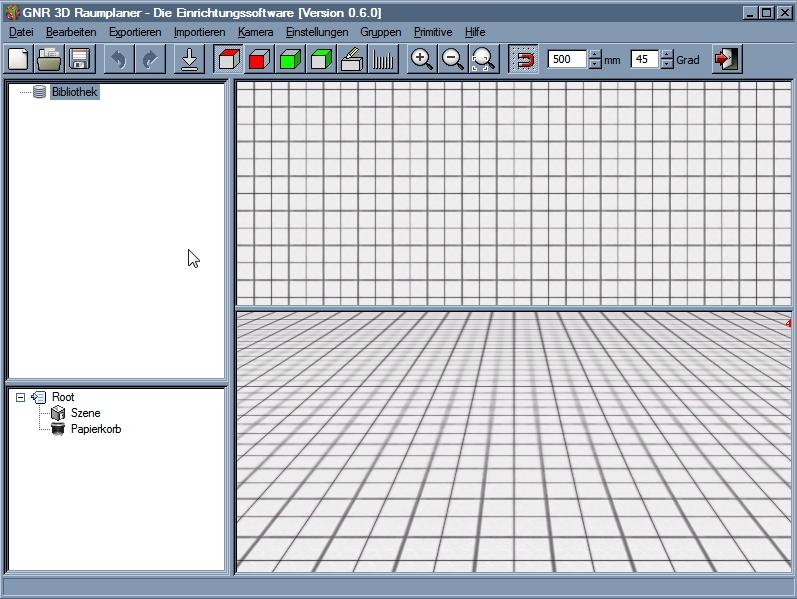 GNR 3D Raumplaner - Die Einrichtungssoftware [Version 0.6.0]
Datei Bearbeiten Exportieren Importieren Kamera Einstellungen Gruppen Primitive Hilfe
500 mm 45 Grad
Bibliothek
4
Root
Szene
Papierkorb